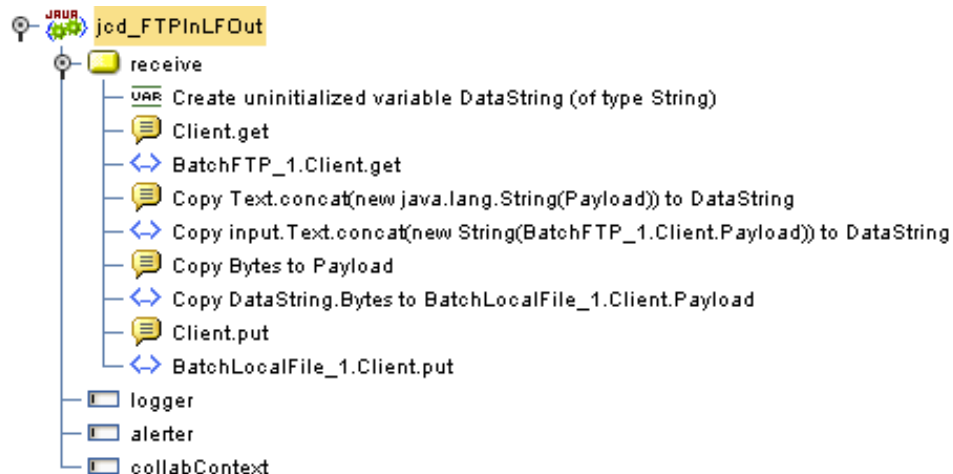 JAVA
jcd_FTPInLFOut
receive
VAR Create uninitialized variable DataString (of type String)
Client.get
BatchFTP_1.Client.get
Copy Text.concat(new java.lang.String(Payload)) to DataString
Copy input.Text.concat(new String(BatchFTP_1.Client.Payload)) to DataString
Copy Bytes to Payload
Copy DataString.Bytes to BatchLocalFile_1.Client.Payload
Client.put
BatchLocalFile_1.Client.put
logger
alerter
collabContext